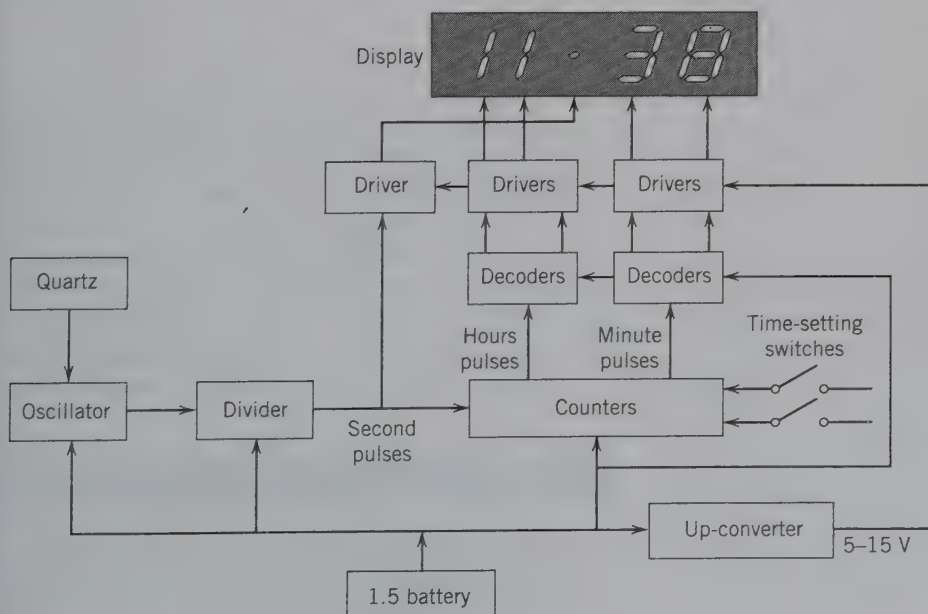 Display
11 · 38
Driver
Drivers
Drivers
Quartz
Decoders
Decoders
Hours
pulses
Minute
pulses
Time-setting
switches
Oscillator
Divider
Second
pulses
Counters
Up-converter
5–15 V
1.5 battery